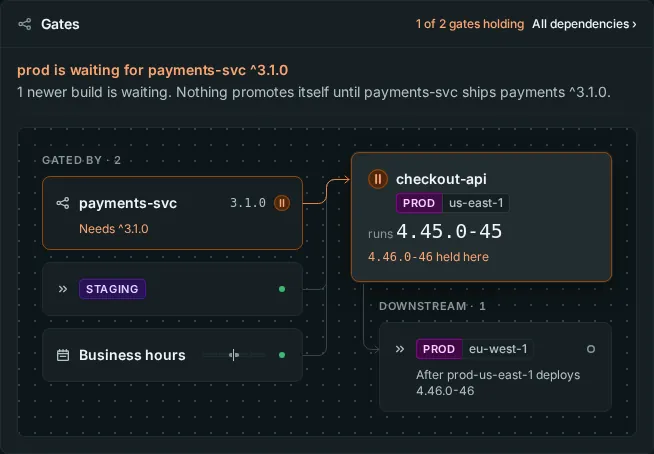 Gates
1 of 2 gates holding All dependencies ›
prod is waiting for payments-svc ^3.1.0
1 newer build is waiting. Nothing promotes itself until payments-svc ships payments ^3.1.0.
GATED BY · 2
payments-svc 3.1.0
Needs ^3.1.0
STAGING
Business hours
checkout-api
PROD us-east-1
runs 4.45.0-45
4.46.0-46 held here
DOWNSTREAM · 1
PROD eu-west-1
After prod-us-east-1 deploys
4.46.0-46